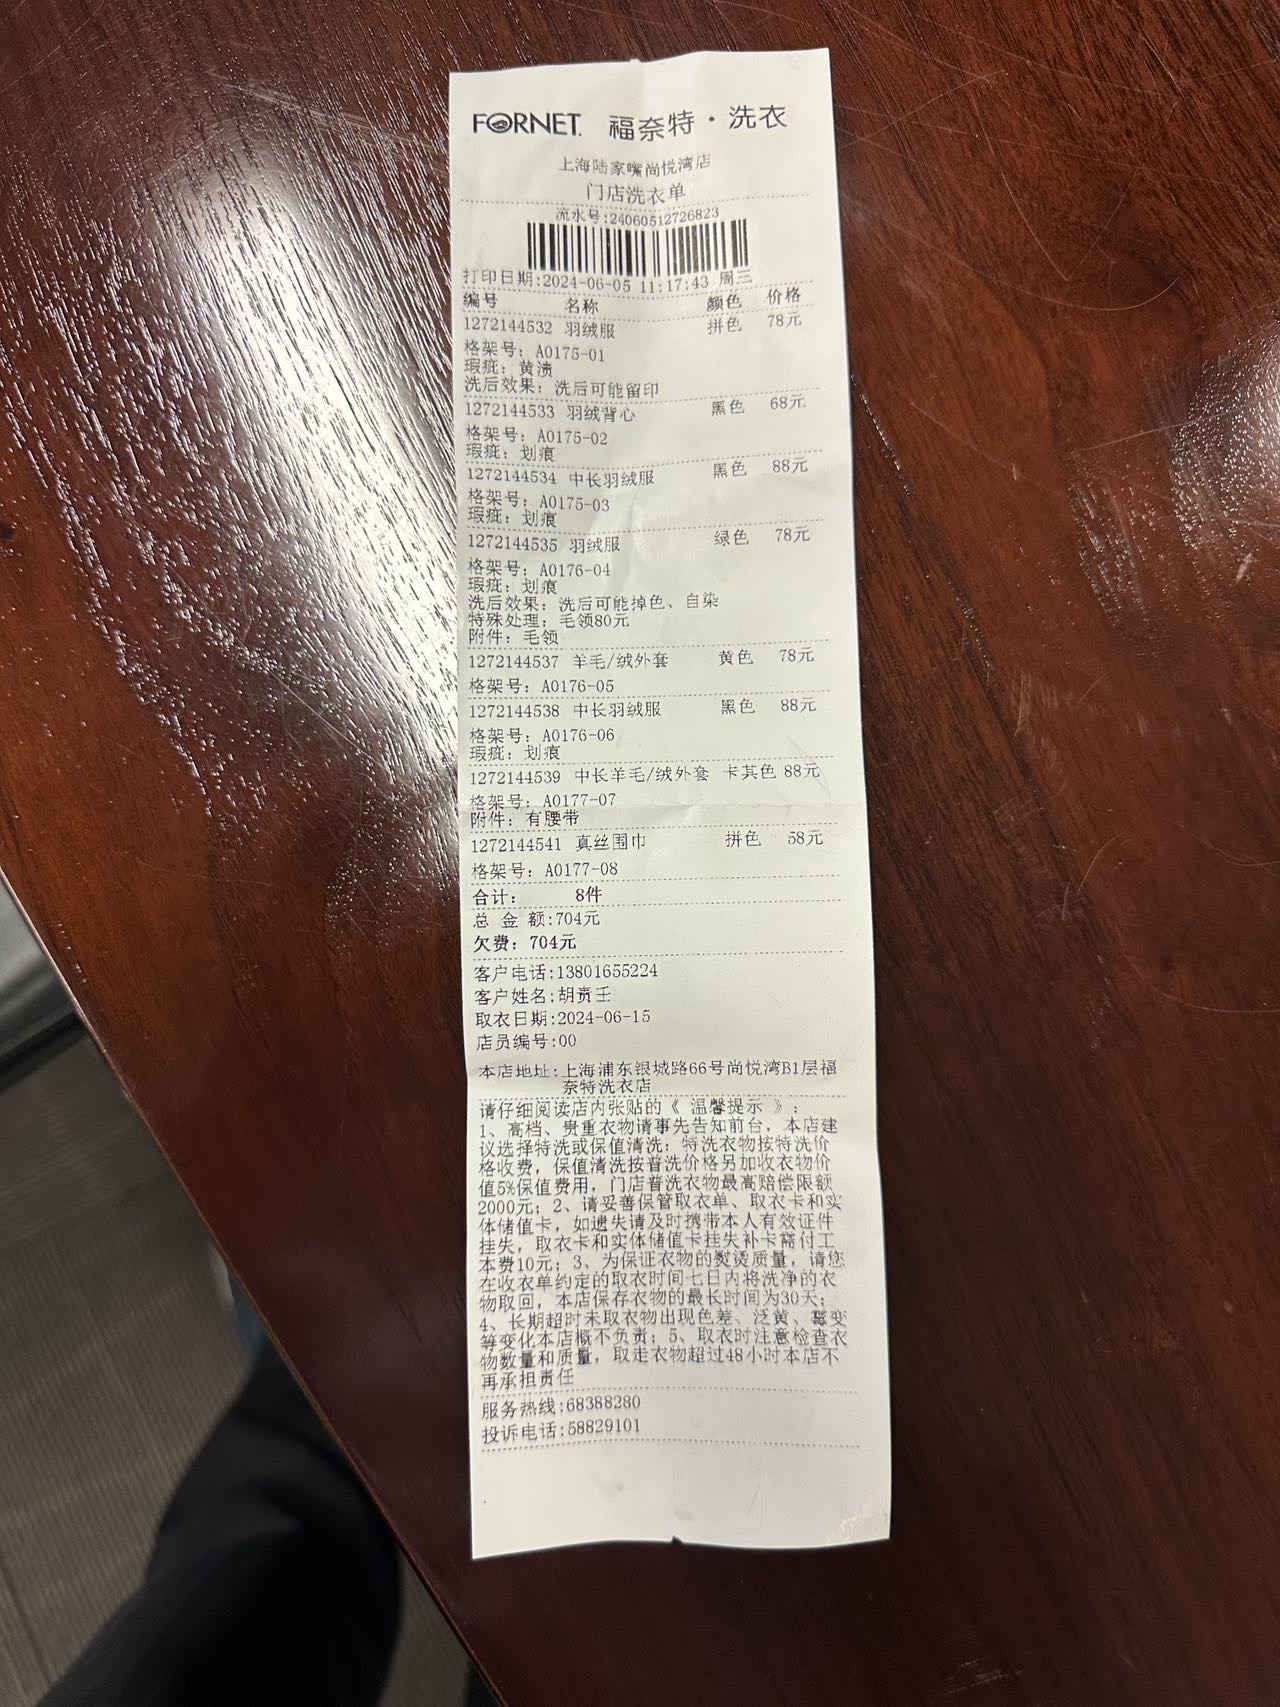 FORNET. 福奈特·洗衣
上海陆家嘴尚悦湾店
门店洗衣单
流水号:24060512726823
打印日期:2024-06-05 11:17:43 周三
编号 名称 颜色 价格
1272144532 羽绒服 拼色 78元
格架号: A0175-01
瑕疵: 黄渍
洗后效果: 洗后可能留印
1272144533 羽绒背心 黑色 68元
格架号: A0175-02
瑕疵: 划痕
1272144534 中长羽绒服 黑色 88元
格架号: A0175-03
瑕疵: 划痕
1272144535 羽绒服 绿色 78元
格架号: A0176-04
瑕疵: 划痕
洗后效果: 洗后可能掉色、自染
特殊处理: 毛领80元
附件: 毛领
1272144537 羊毛/绒外套 黄色 78元
格架号: A0176-05
1272144538 中长羽绒服 黑色 88元
格架号: A0176-06
瑕疵: 划痕
1272144539 中长羊毛/绒外套 卡其色 88元
格架号: A0177-07
附件: 有腰带
1272144541 真丝围巾 拼色 58元
格架号: A0177-08
合计: 8件
总 金 额:704元
欠费: 704元
客户电话:13801655224
客户姓名:胡责壬
取衣日期:2024-06-15
店员编号:00
本店地址:上海浦东银城路66号尚悦湾B1层福
奈特洗衣店
请仔细阅读店内张贴的《 温馨提示 》:
1、高档、贵重衣物请事先告知前台, 本店建
议选择特洗或保值清洗: 特洗衣物按特洗价
格收费, 保值清洗按普洗价格另加收衣物价
值5%保值费用, 门店普洗衣物最高赔偿限额
2000元; 2、请妥善保管取衣单、取衣卡和实
体储值卡, 如遗失请及时携带本人有效证件
挂失, 取衣卡和实体储值卡挂失补卡需付工
本费10元; 3、为保证衣物的熨烫质量, 请您
在收衣单约定的取衣时间七日内将洗净的衣
物取回, 本店保存衣物的最长时间为30天;
4、长期超时未取衣物出现色差、泛黄、霉变
等变化本店概不负责; 5、取衣时注意检查衣
物数量和质量, 取走衣物超过48小时本店不
再承担责任
服务热线:68388280
投诉电话:58829101